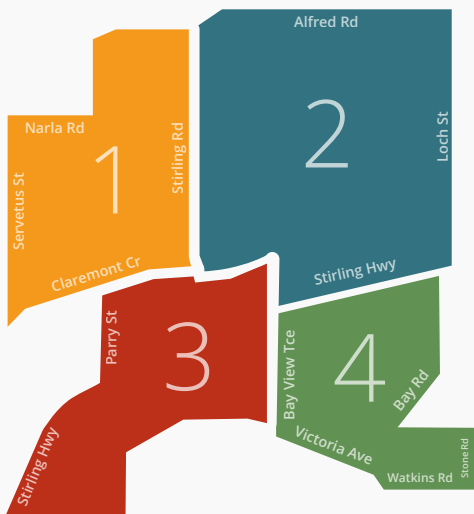 Narla Rd
1
Stirling Rd
Servetus St
Claremont Cr
Alfred Rd
2
Loch St
Stirling Hwy
Parry St
3
Stirling Hwy
Bay View Tce
4
Bay Rd
Victoria Ave
Watkins Rd
Stone Rd